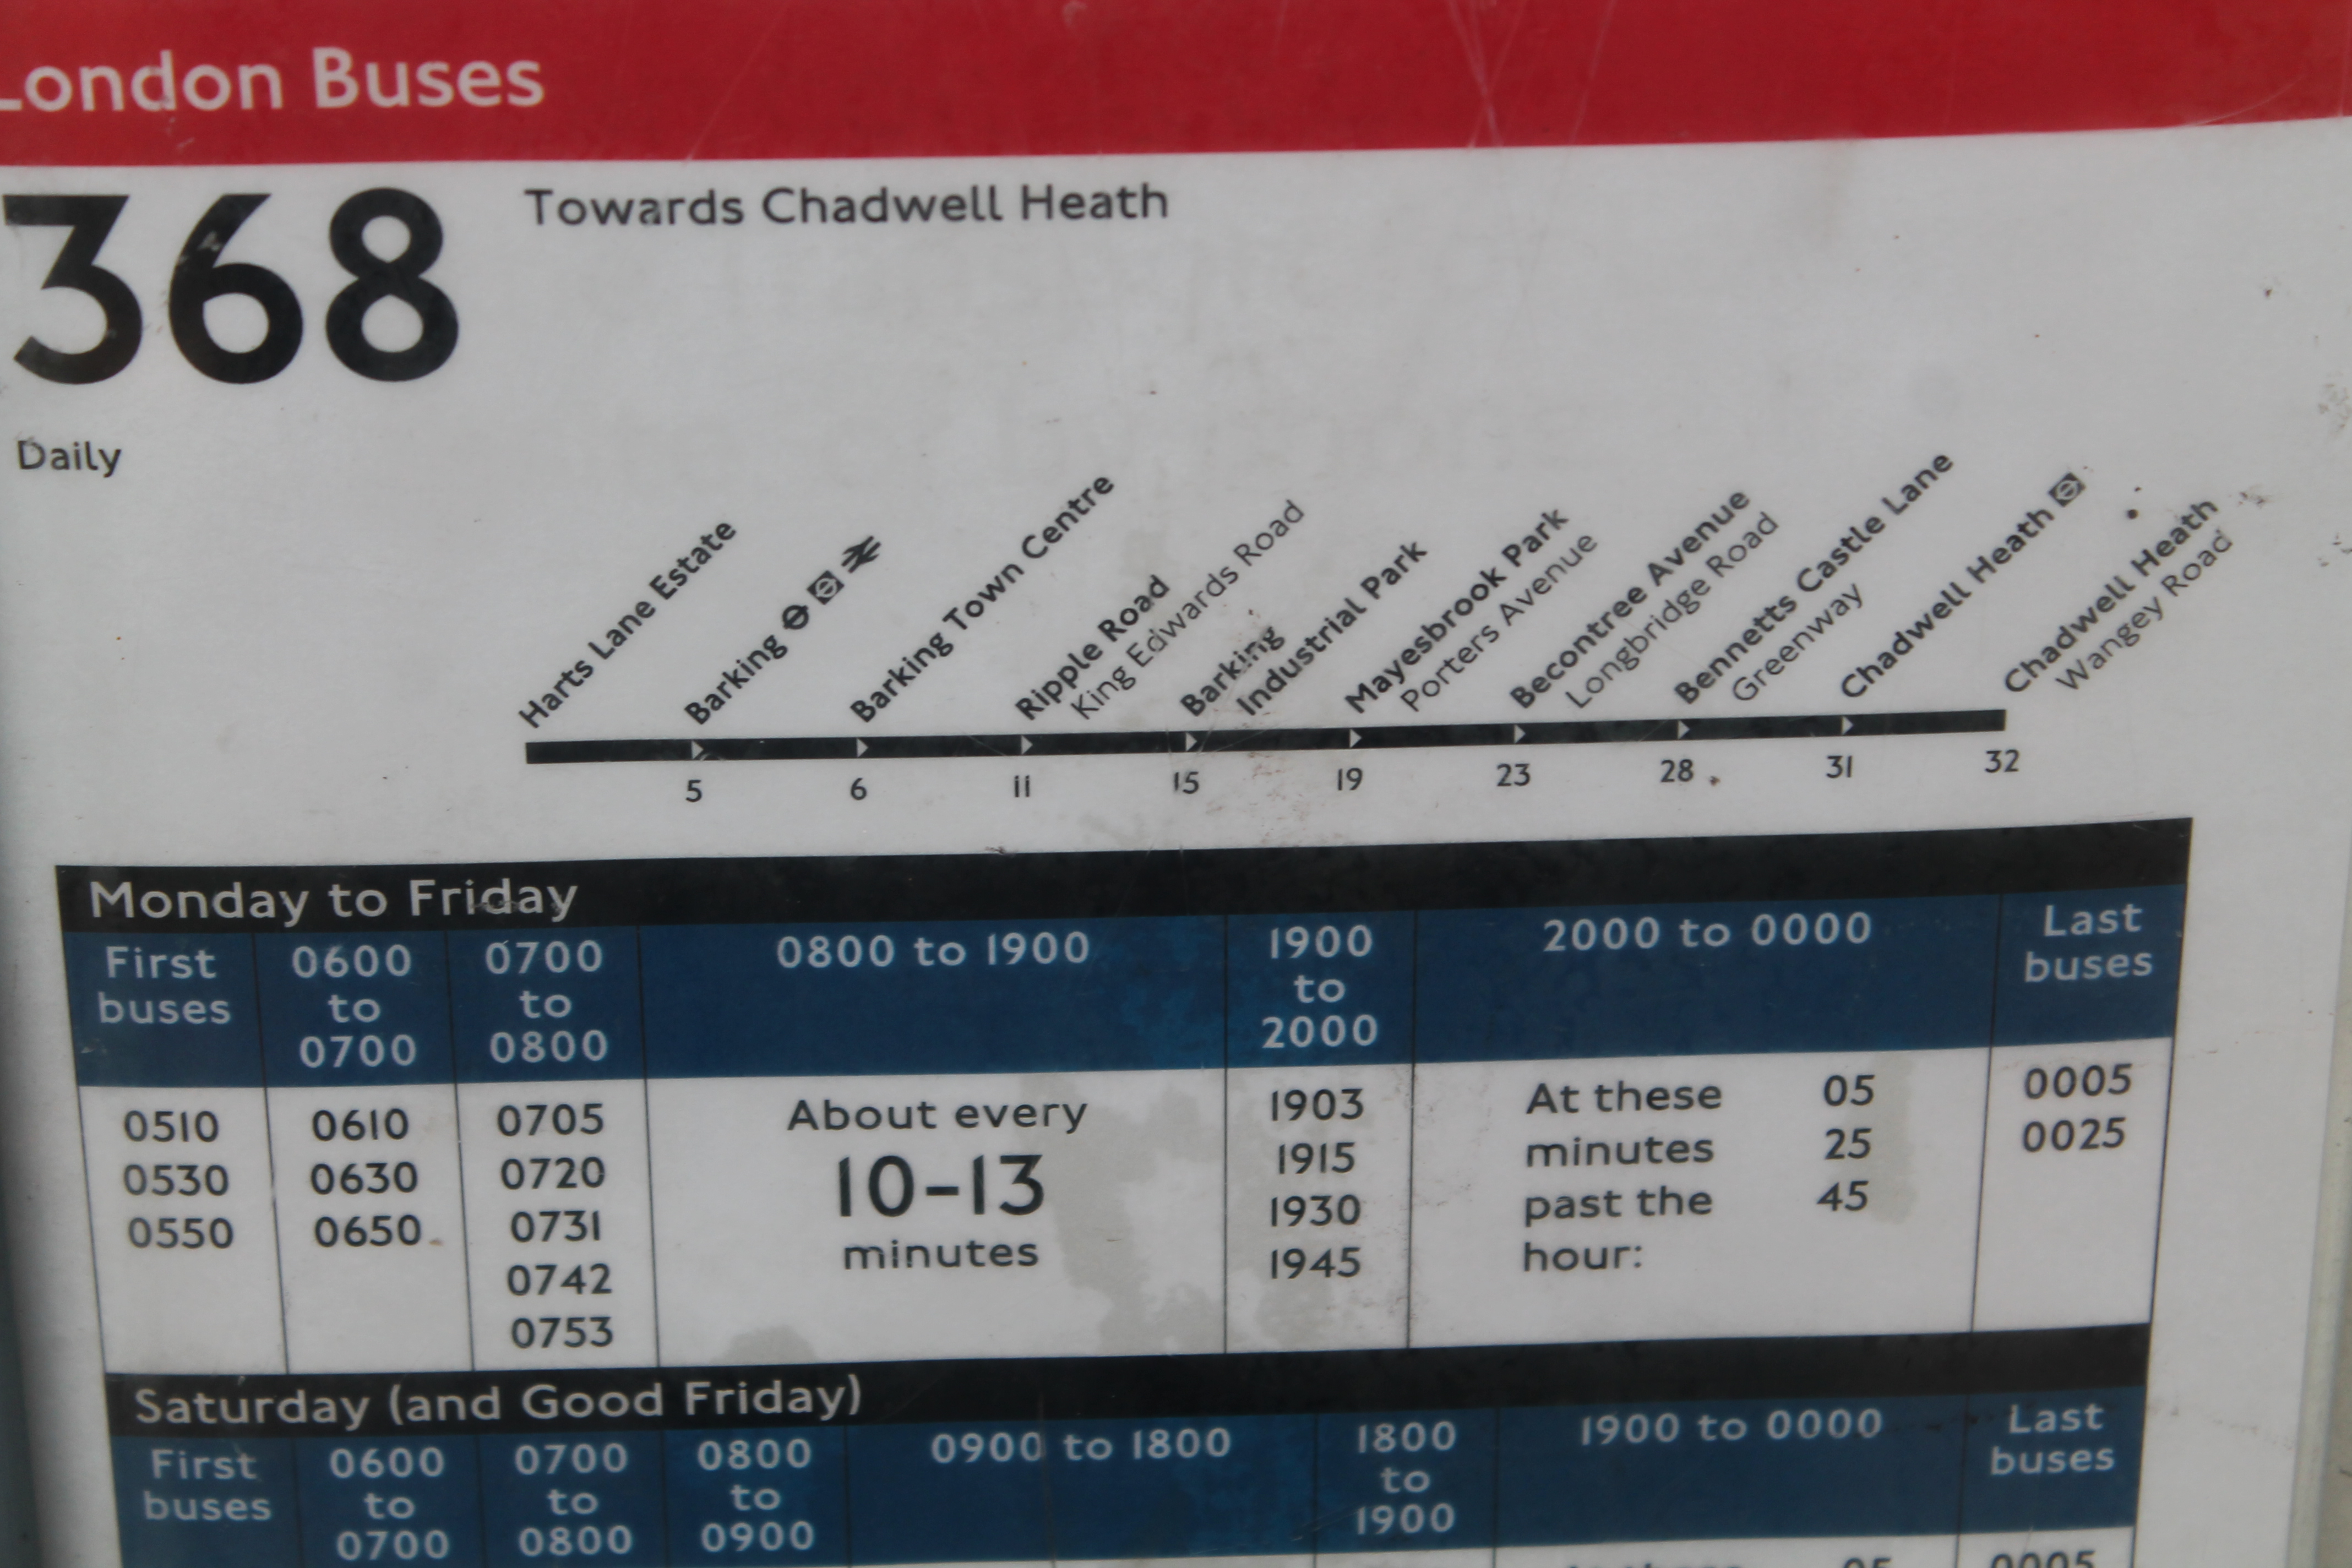 London Buses
368
Towards Chadwell Heath
Daily
Harts Lane Estate
Barking
Barking Town Centre
Ripple Road
King Edwards Road
Barking
Industrial Park
Mayesbrook Park
Porters Avenue
Becontree Avenue
Longbridge Road
Bennetts Castle Lane
Greenway
Chadwell Heath
Chadwell Heath
Wangey Road
5 6 11 15 19 23 28 31 32
Monday to Friday
First
buses
0600
to
0700
0700
to
0800
0800 to 1900
1900
to
2000
2000 to 0000
Last
buses
0510
0530
0550
0610
0630
0650
0705
0720
0731
0742
0753
About every
10-13
minutes
1903
1915
1930
1945
At these
minutes
past the
hour:
05
25
45
0005
0025
Saturday (and Good Friday)
First
buses
0600
to
0700
0700
to
0800
0800
to
0900
0900 to 1800
1800
to
1900
1900 to 0000
Last
buses
05
0005